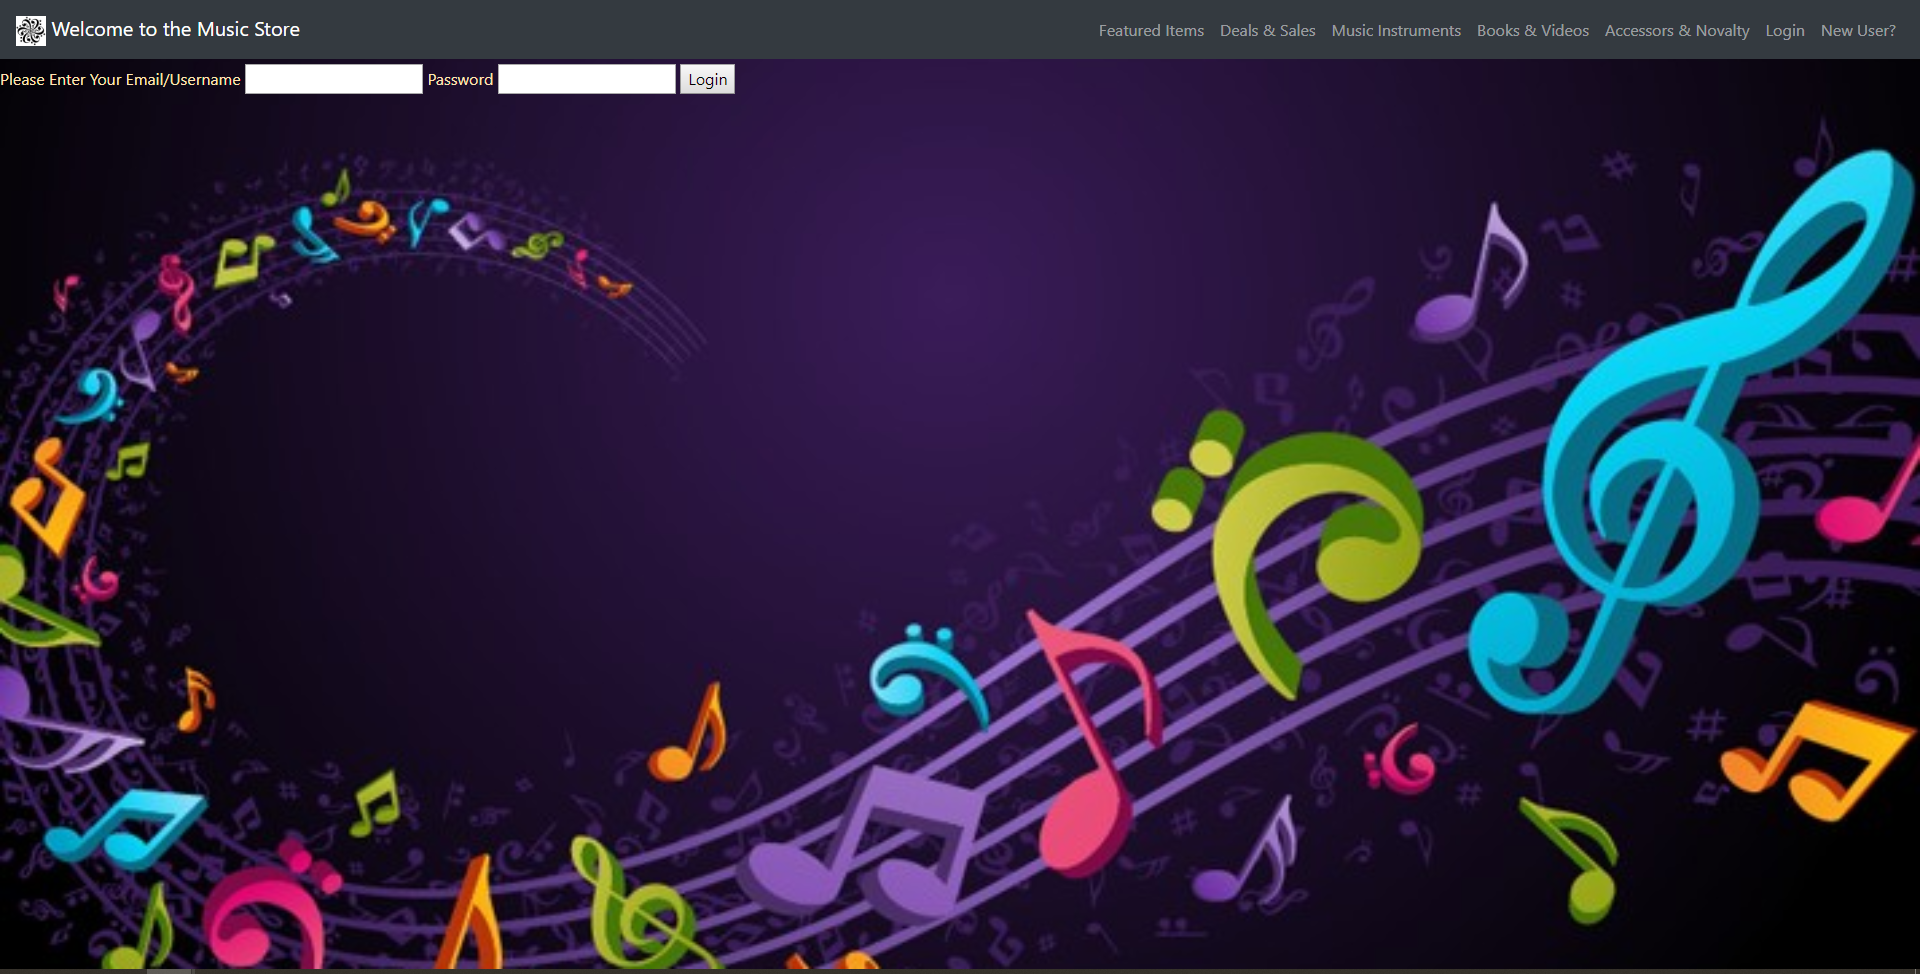 Welcome to the Music Store Featured Items Deals & Sales Music Instruments Books & Videos Accessors & Novalty Login New User?
Please Enter Your Email/Username Password Login